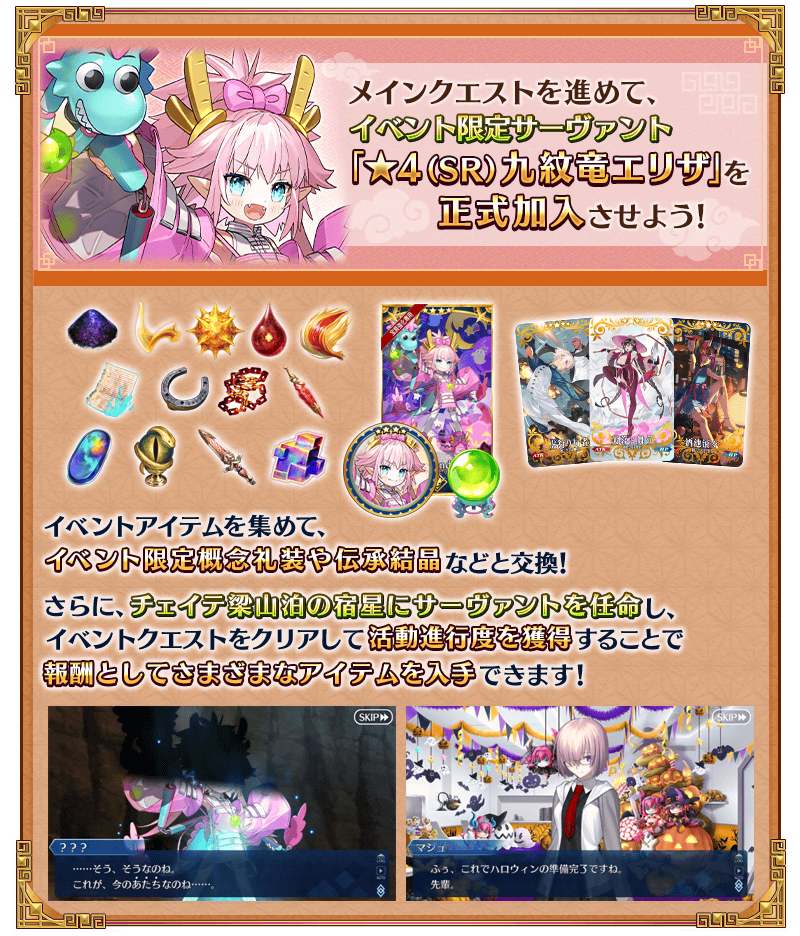 メインクエストを進めて、
イベント限定サーヴァント
「★4(SR)九紋竜エリザ」を
正式加入させよう!
イベントアイテムを集めて、
イベント限定概念礼装や伝承結晶などと交換!
さらに、チェイテ梁山泊の宿星にサーヴァントを任命し、
イベントクエストをクリアして活動進行度を獲得することで
報酬としてさまざまなアイテムを入手できます!
SKIP
???
……そう、そうなのね。
これが、今のあたちなのね……。
SKIP
マシュ
ふぅ、これでハロウィンの準備完了ですね。
先輩。